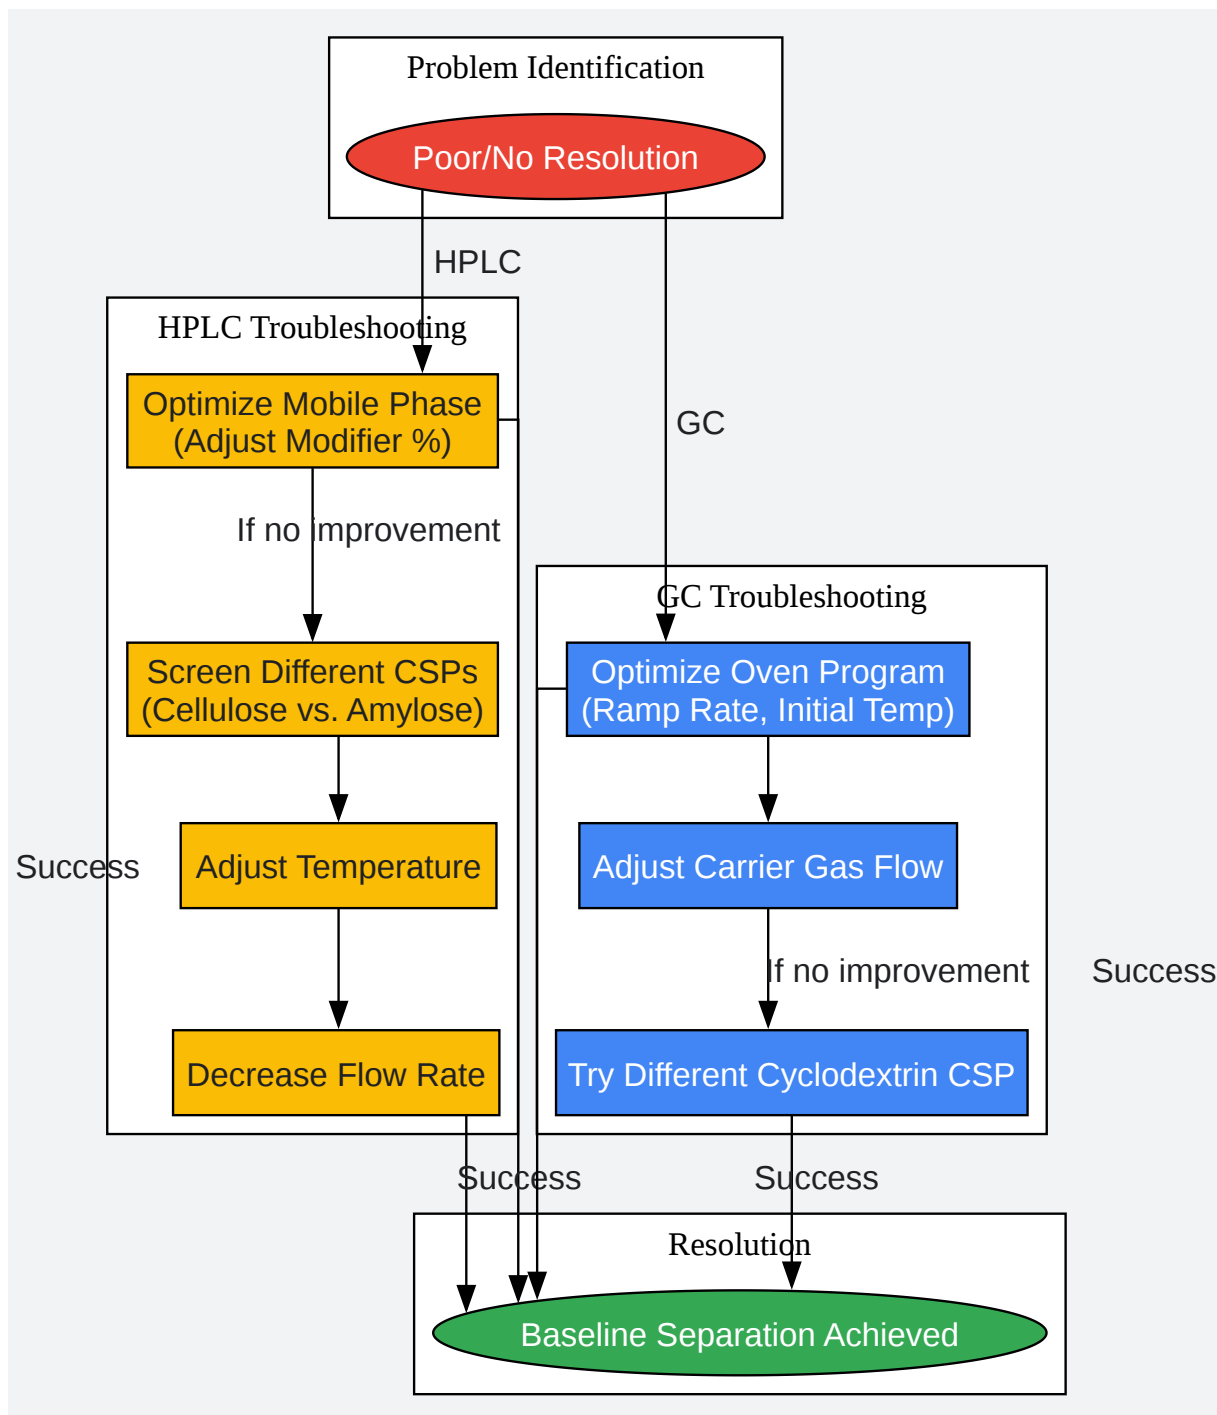 Problem Identification
Poor/No Resolution
HPLC
HPLC Troubleshooting
Optimize Mobile Phase
(Adjust Modifier %)
GC
If no improvement
GC Troubleshooting
Screen Different CSPs
(Cellulose vs. Amylose)
Optimize Oven Program
(Ramp Rate, Initial Temp)
Success
Adjust Temperature
Adjust Carrier Gas Flow
If no improvement
Success
Decrease Flow Rate
Try Different Cyclodextrin CSP
Success
Success
Resolution
Baseline Separation Achieved